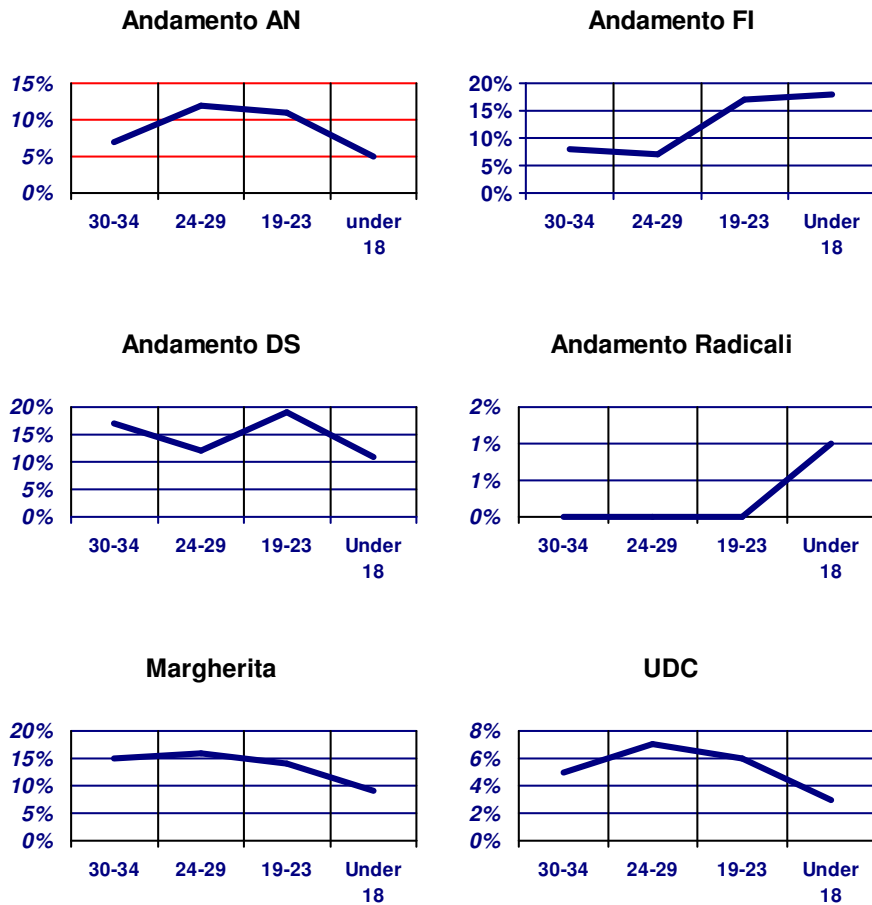 Andamento AN
15%
10%
5%
0%
30-34 24-29 19-23 under
18
Andamento FI
20%
15%
10%
5%
0%
30-34 24-29 19-23 Under
18
Andamento DS
20%
15%
10%
5%
0%
30-34 24-29 19-23 Under
18
Andamento Radicali
2%
1%
1%
0%
30-34 24-29 19-23 Under
18
Margherita
20%
15%
10%
5%
0%
30-34 24-29 19-23 Under
18
UDC
8%
6%
4%
2%
0%
30-34 24-29 19-23 Under
18